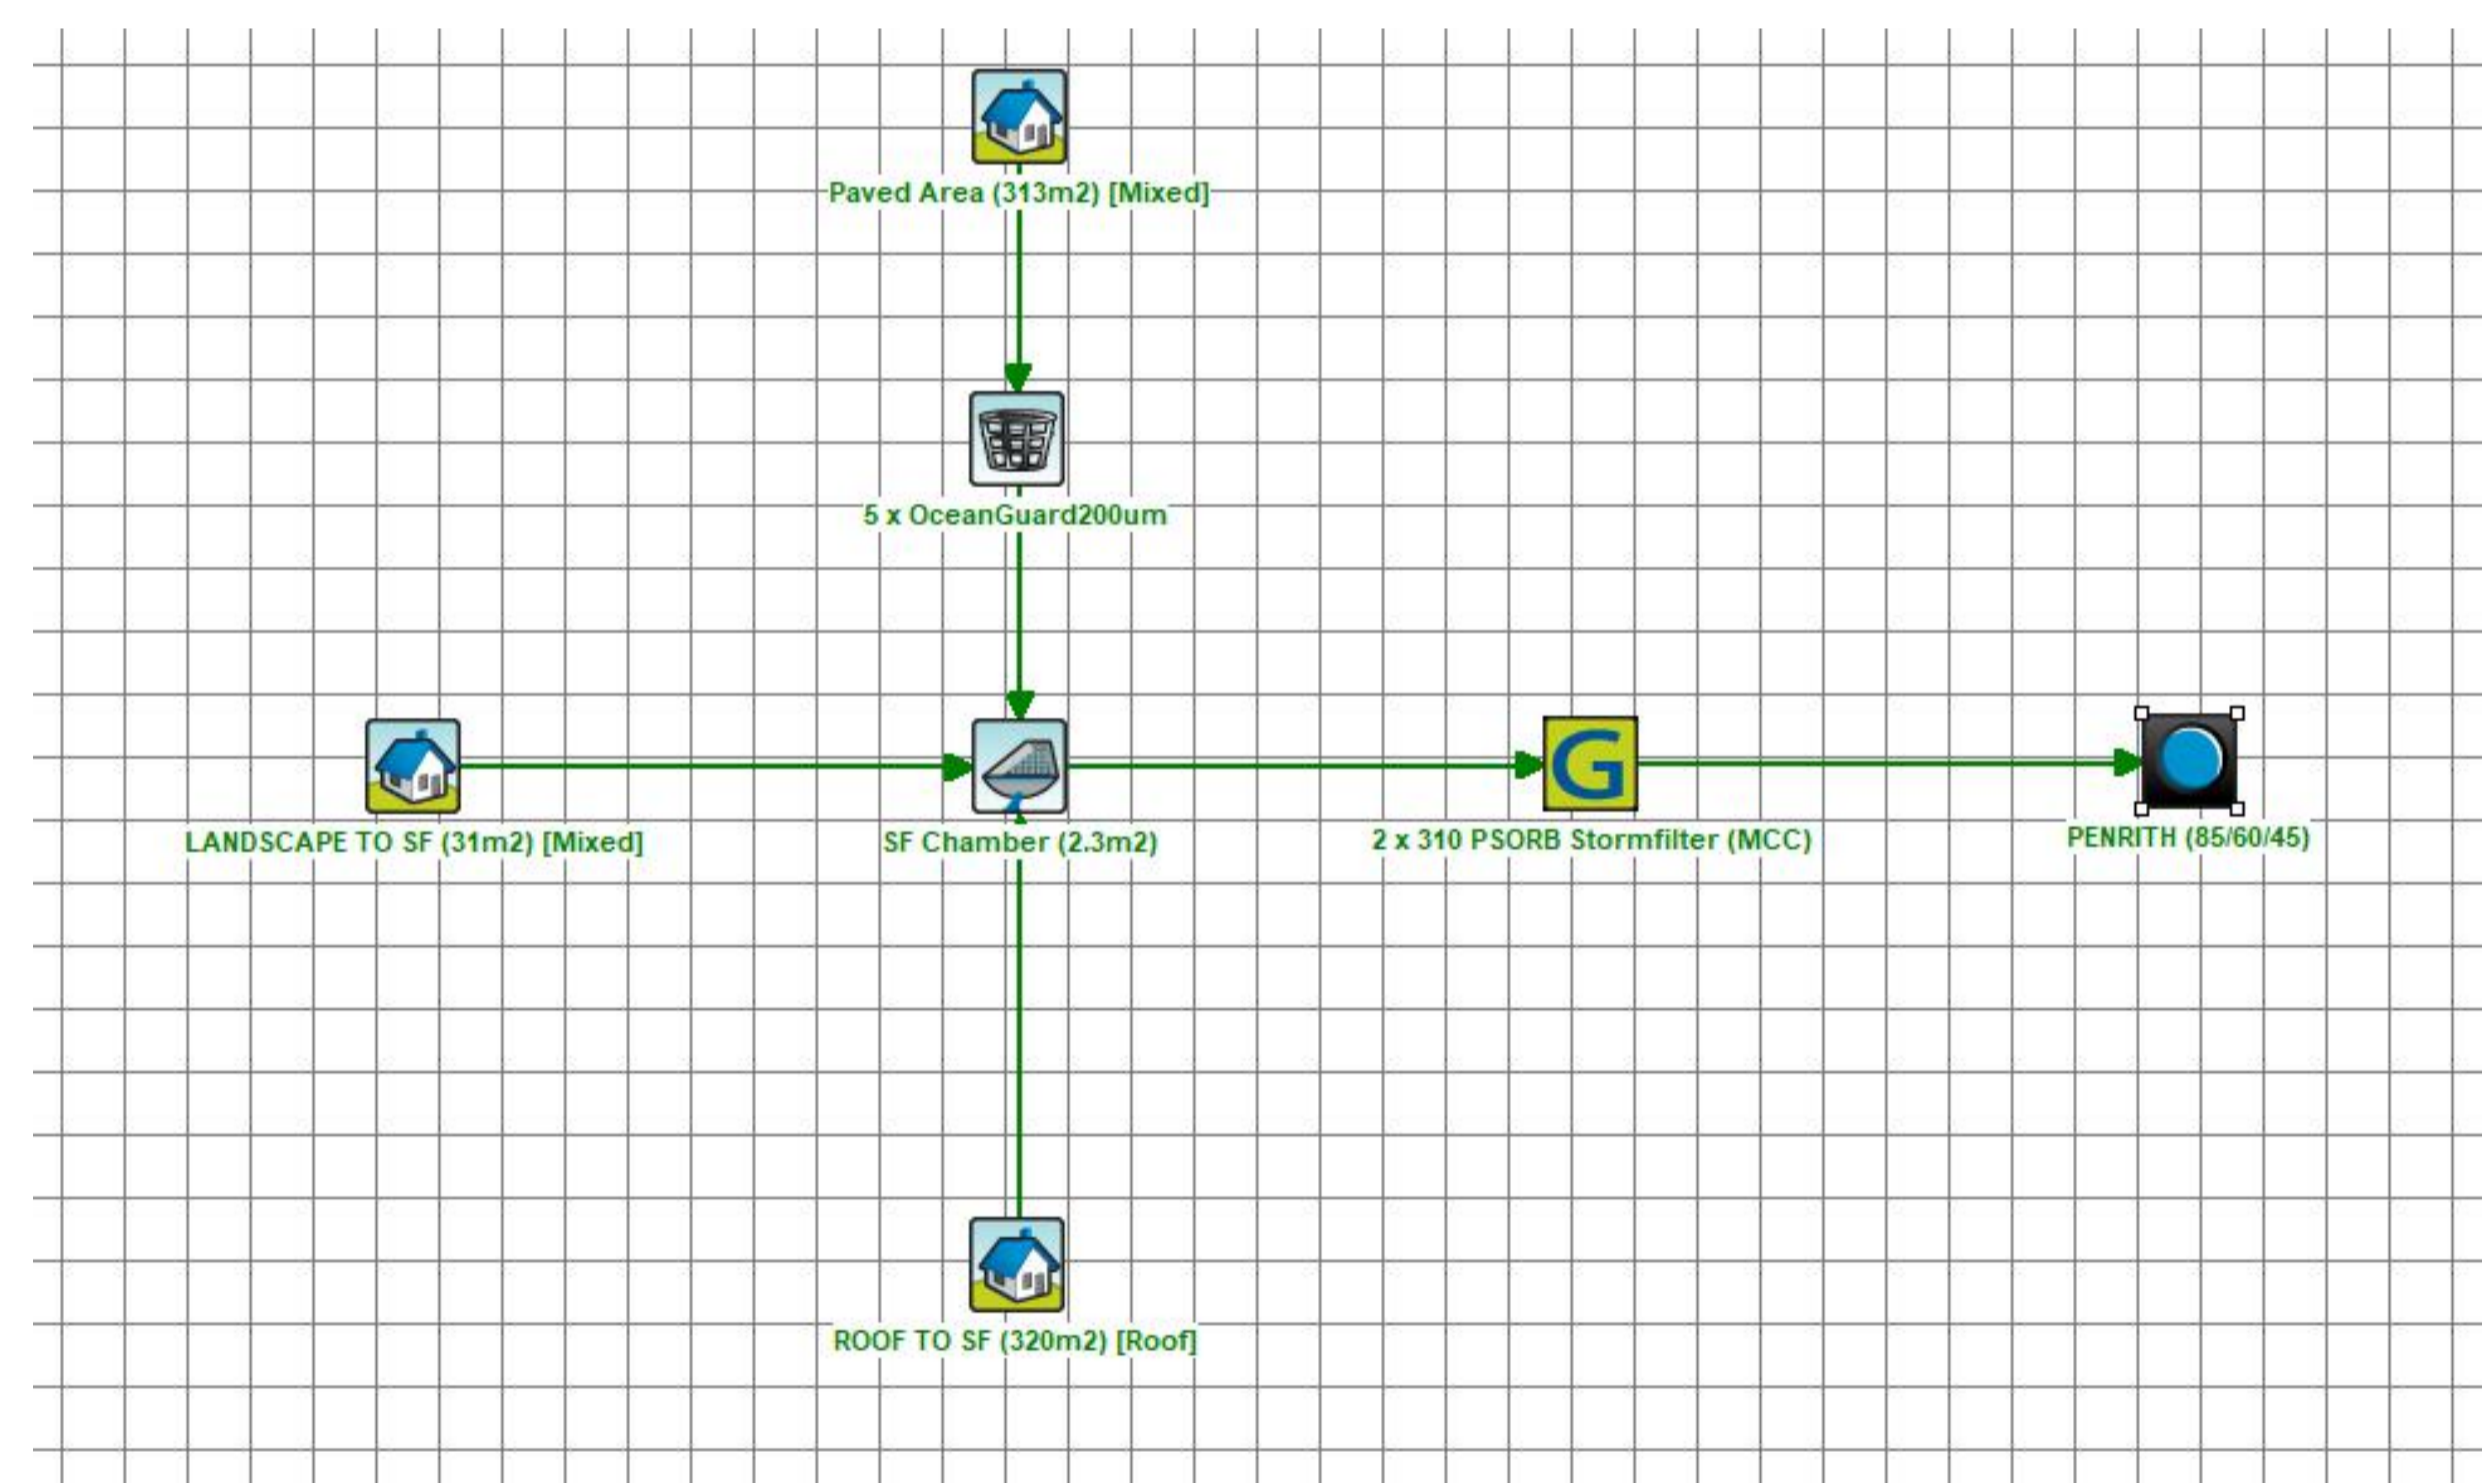 Paved Area (313m2) [Mixed]
5 x OceanGuard200um
LANDSCAPE TO SF (31m2) [Mixed]
SF Chamber (2.3m2)
G
2 x 310 PSORB Stormfilter (MCC)
PENRITH (85/60/45)
ROOF TO SF (320m2) [Roof]